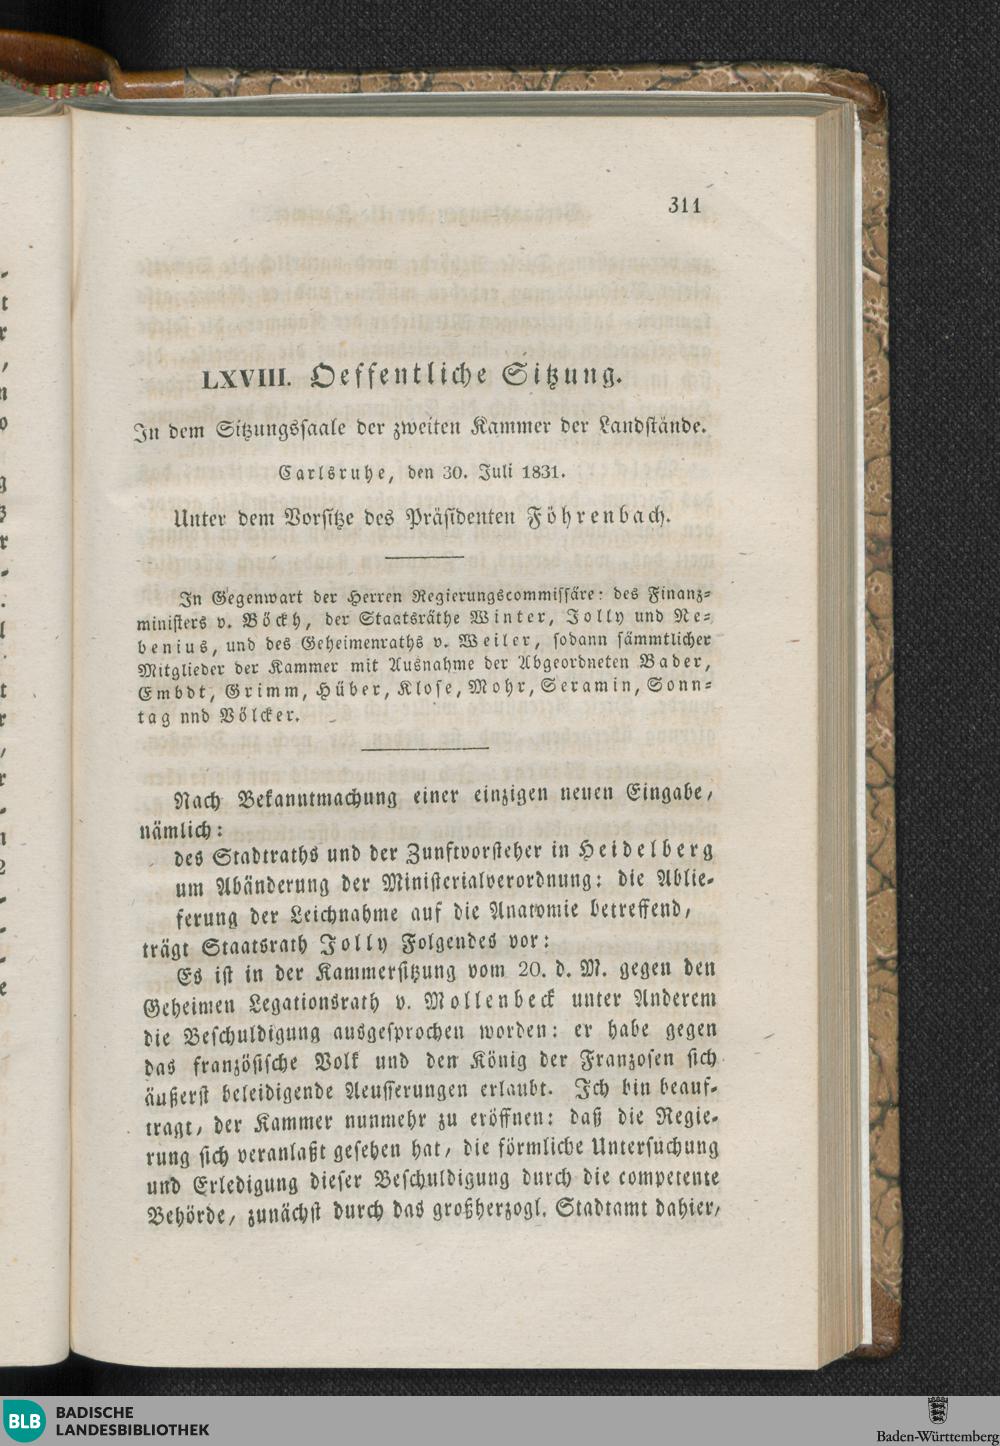 311
LXVIII. Oeffentliche Sitzung.
In dem Sitzungssaale der zweiten Kammer der Landstände.
Carlsruhe, den 30. Juli 1831.
Unter dem Vorsitze des Präsidenten Föhrenbach.
In Gegenwart der Herren Regierungscommissäre: des Finanz-
ministers v. Böckh, der Staatsräthe Winter, Jolly und Ne-
benius, und des Geheimenraths v. Weiler, sodann sämmtlicher
Mitglieder der Kammer mit Ausnahme der Abgeordneten Bader,
Embdt, Grimm, Hüber, Klose, Mohr, Seramin, Sonn-
tag nnd Völcker.
Nach Bekanntmachung einer einzigen neuen Eingabe,
nämlich:
des Stadtraths und der Zunftvorsteher in Heidelberg
um Abänderung der Ministerialverordnung: die Ablie-
ferung der Leichnahme auf die Anatomie betreffend,
trägt Staatsrath Jolly Folgendes vor:
Es ist in der Kammersitzung vom 20. d. M. gegen den
Geheimen Legationsrath v. Mollenbeck unter Anderem
die Beschuldigung ausgesprochen worden: er habe gegen
das französische Volk und den König der Franzosen sich
äußerst beleidigende Aeusserungen erlaubt. Ich bin beauf-
tragt, der Kammer nunmehr zu eröffnen: daß die Regie-
rung sich veranlaßt gesehen hat, die förmliche Untersuchung
und Erledigung dieser Beschuldigung durch die competente
Behörde, zunächst durch das großherzogl. Stadtamt dahier,
BLB
BADISCHE
LANDESBIBLIOTHEK
Baden-Württemberg